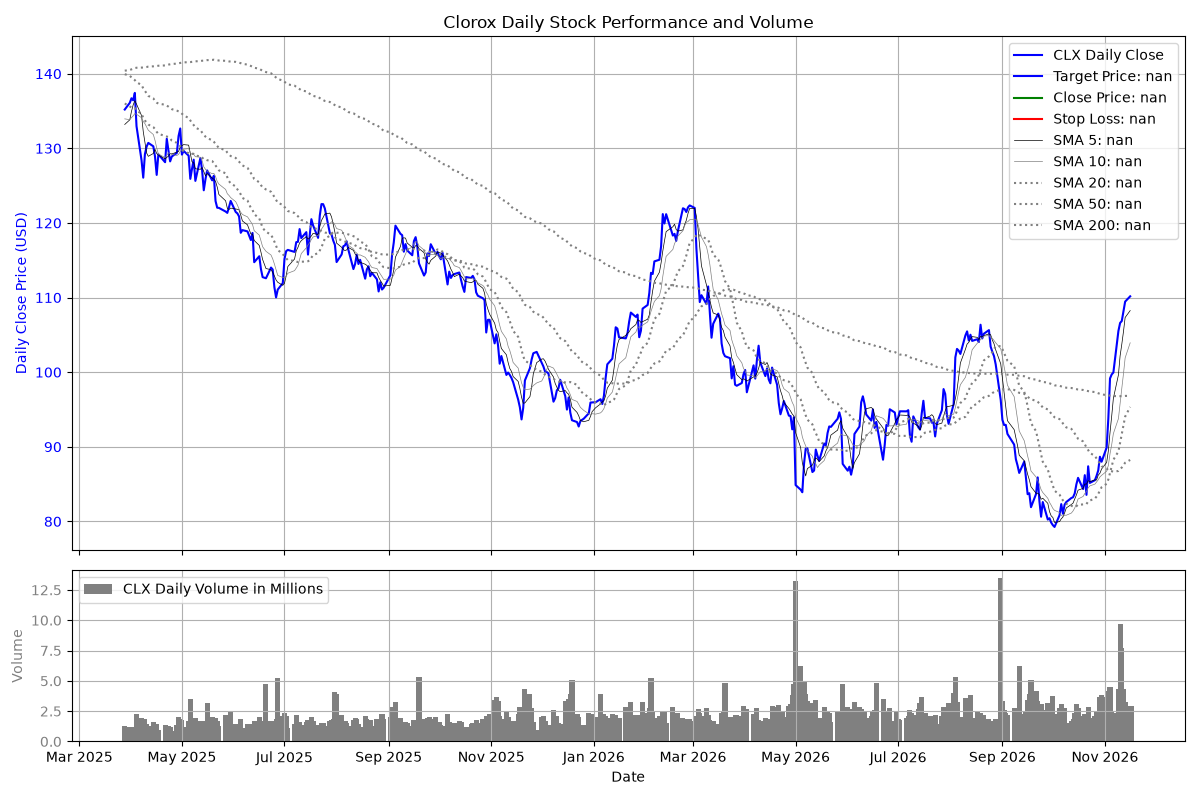 Clorox Daily Stock Performance and Volume
Daily Close Price (USD)
140
130
120
110
100
90
80
CLX Daily Close
Target Price: nan
Close Price: nan
Stop Loss: nan
SMA 5: nan
SMA 10: nan
SMA 20: nan
SMA 50: nan
SMA 200: nan
Volume
12.5
10.0
7.5
5.0
2.5
0.0
CLX Daily Volume in Millions
Mar 2025 May 2025 Jul 2025 Sep 2025 Nov 2025 Jan 2026 Mar 2026 May 2026 Jul 2026 Sep 2026 Nov 2026
Date